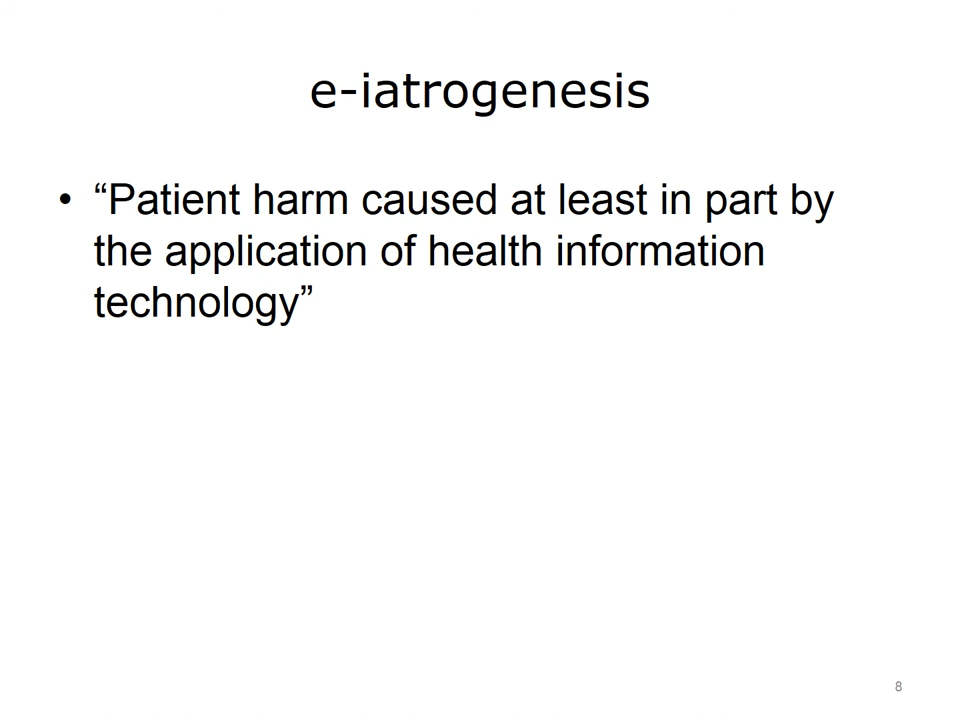 e-iatrogenesis
• “Patient harm caused at least in part by
the application of health information
technology”
8